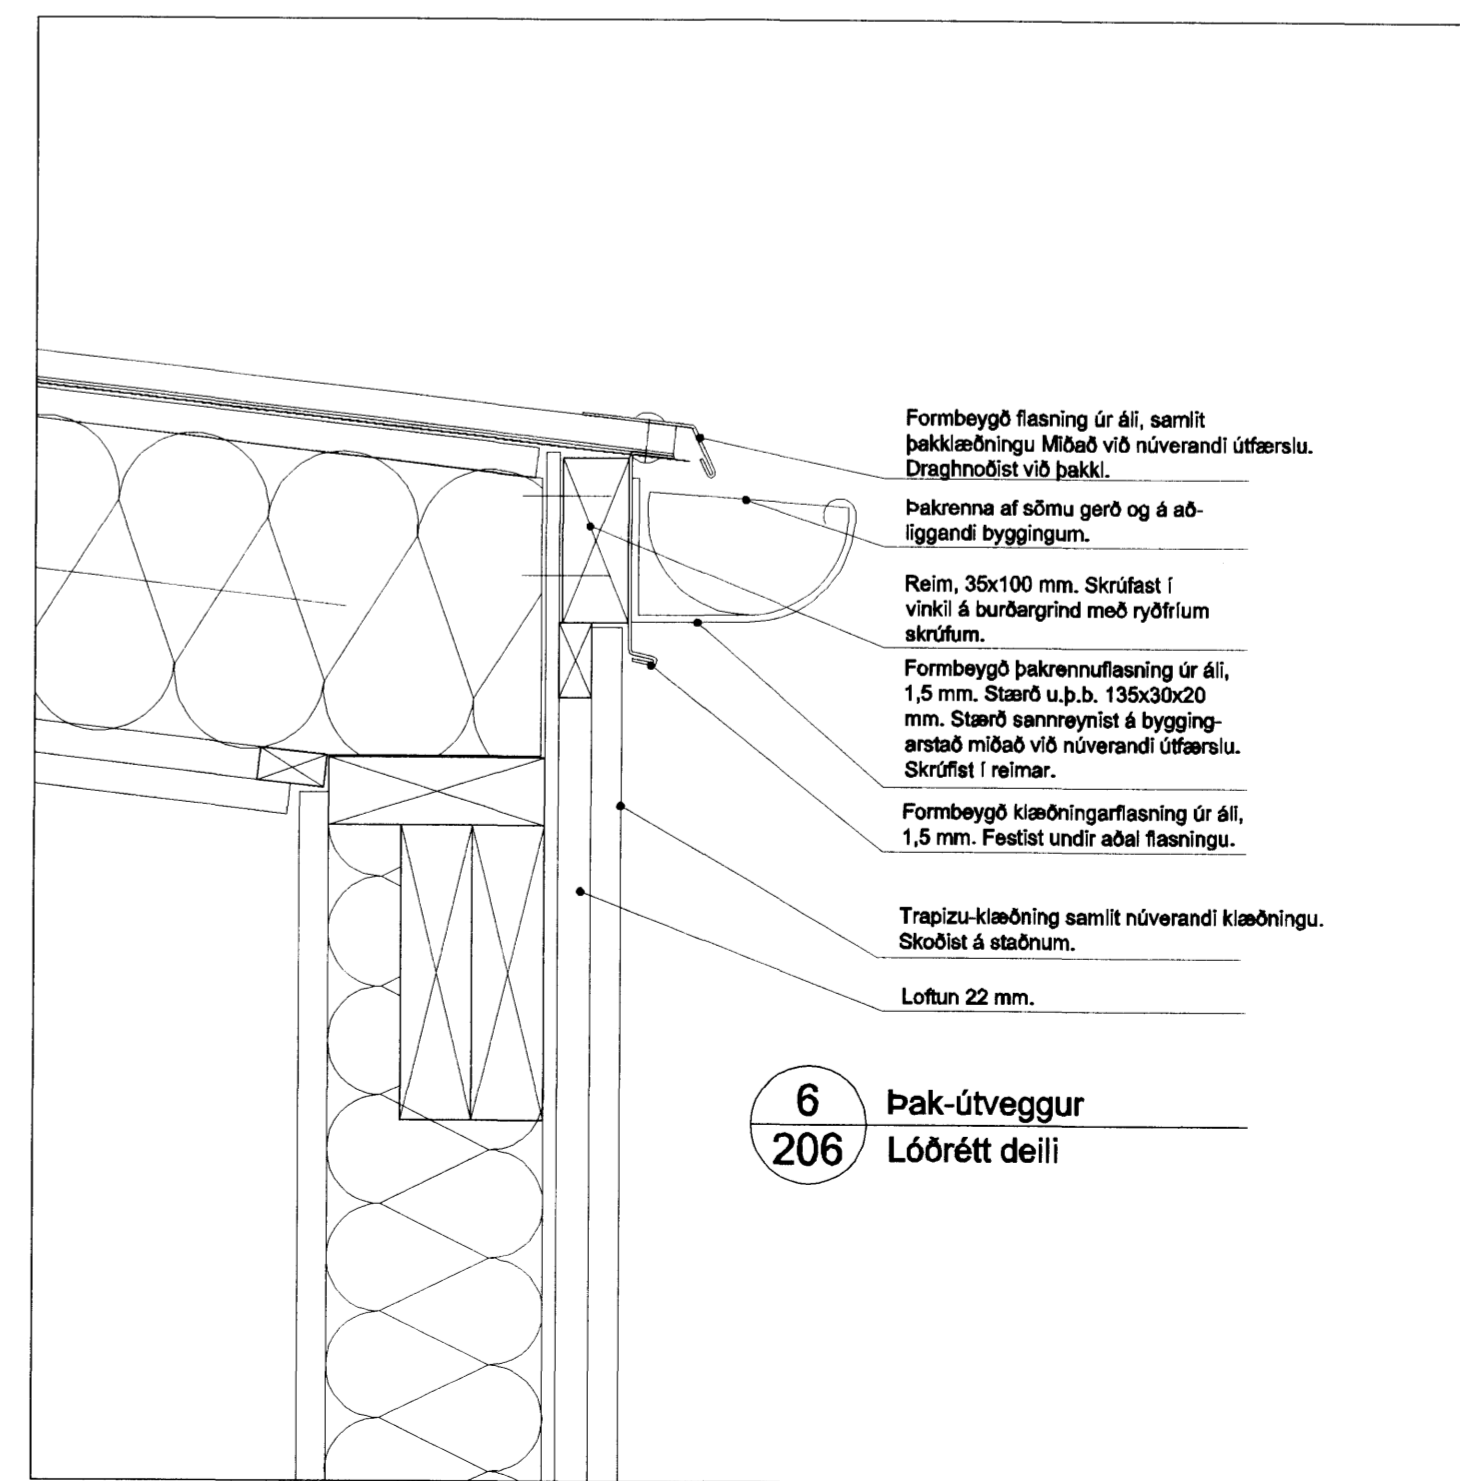 Formbeygð flasning úr áli, samlit
þakklæðningu Miðað við núverandi útfærslu.
Draghnoðist við þakkl.
Þakrenna af sömu gerð og á að-
liggandi byggingum.
Reim, 35x100 mm. Skrúfast í
vinkil á burðargrind með ryðfríum
skrúfum.
Formbeygð þakrennuflasning úr áli,
1,5 mm. Stærð u.þ.b. 135x30x20
mm. Stærð sannreynist á bygging-
arstað miðað við núverandi útfærslu.
Skrúfist í reimar.
Formbeygð klæðningarflasning úr áli,
1,5 mm. Festist undir aðal flasningu.
Trapizu-klæðning samlit núverandi klæðningu.
Skoðist á staðnum.
Loftun 22 mm.
6
206
Þak-útveggur
Lóðrétt deili